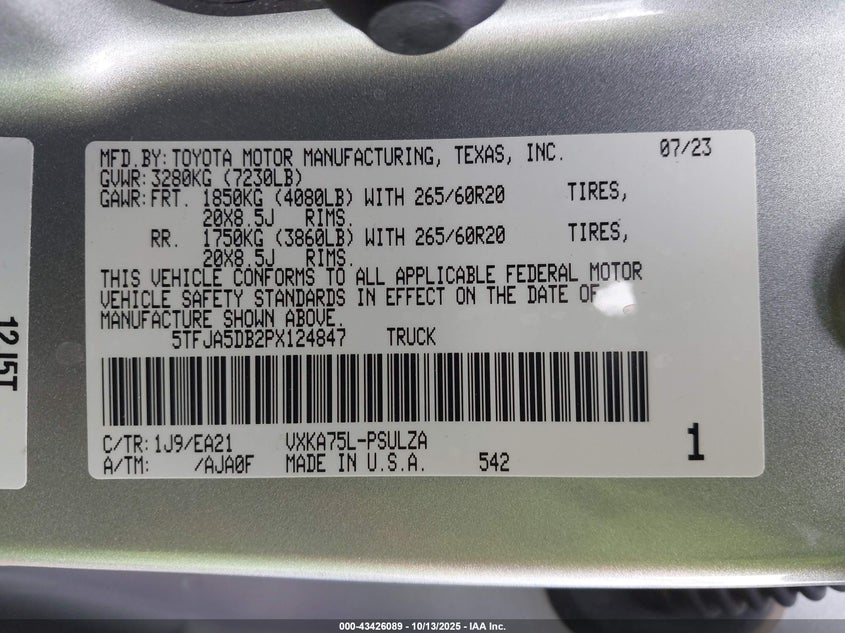 MFD.BY: TOYOTA MOTOR MANUFACTURING, TEXAS, INC. 07/23
GVWR: 3280KG (7230LB)
GAWR: FRT. 1850KG (4080LB) WITH 265/60R20 TIRES,
20X8.5J RIMS.
RR. 1750KG (3860LB) WITH 265/60R20 TIRES,
20X8.5J RIMS.
THIS VEHICLE CONFORMS TO ALL APPLICABLE FEDERAL MOTOR
VEHICLE SAFETY STANDARDS IN EFFECT ON THE DATE OF
MANUFACTURE SHOWN ABOVE.
5TFJA5DB2PX124847 TRUCK
C/TR: 1J9/EA21 VXKA75L-PSULZA
A/TM: /AJA0F MADE IN U.S.A. 542
1
12J5T
000-43426089 - 10/13/2025 - IAA Inc.